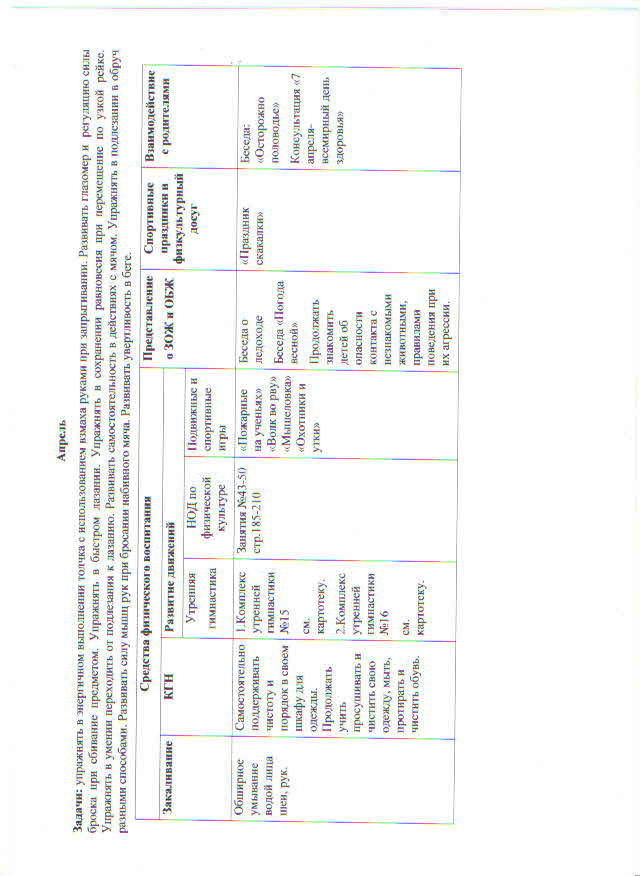 Апрель
Задачи: упражнять в энергичном выполнении толчка с использованием взмаха руками при запрыгивании. Развивать глазомер и регуляцию силы
броска при сбивание предметом. Упражнять в быстром лазании. Упражнять в сохранении равновесия при перемещение по узкой рейке.
Упражнять в умении переходить от подлезания к лазанию. Развивать самостоятельность в действиях с мячом. Упражнять в подлезании в обруч
разными способами. Развивать силу мышц рук при бросании набивного мяча. Развивать увертливость в беге.
Средства физического воспитания
Представление
о ЗОЖ и ОБЖ
Спортивные
праздники и
физкультурный
досуг
Взаимодействие
с родителями
Закаливание
КГН
Развитие движений
Утренняя
гимнастика
НОД по
физической
культуре
Подвижные и
спортивные
игры
Обширное
умывание
водой лица
шеи, рук.
Самостоятельно
поддерживать
чистоту и
порядок в своем
шкафу для
одежды.
Продолжать
учить
просушивать и
чистить свою
одежду, мыть,
протирать и
чистить обувь.
1.Комплекс
утренней
гимнастики
№15
см.
картотеку.
2.Комплекс
утренней
гимнастики
№16
см.
картотеку.
Занятия №43-50
стр.185-210
«Пожарные
на ученьях»
«Волк во рву»
«Мышеловка»
«Охотники и
утки»
Беседа о
ледоходе
Беседа «Погода
весной»
Продолжать
знакомить
детей об
опасности
контакта с
незнакомыми
животными,
правилами
поведения при
их агрессии.
«Праздник
скакалки»
Беседа:
«Осторожно
половодье»
Консультация «7
апреля-
всемирный день
здоровья»